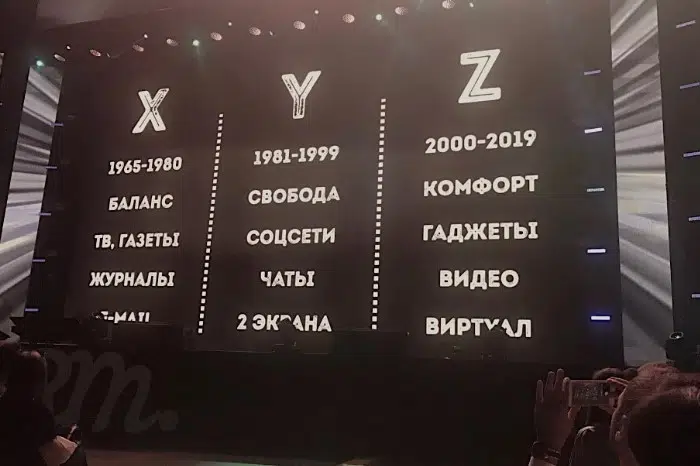 X
1965-1980
БАЛАНС
ТВ, ГАЗЕТЫ
ЖУРНАЛЫ
E-MAIL
Y
1981-1999
СВОБОДА
СОЦСЕТИ
ЧАТЫ
2 ЭКРАНА
Z
2000-2019
КОМФОРТ
ГАДЖЕТЫ
ВИДЕО
ВИРТУАЛ